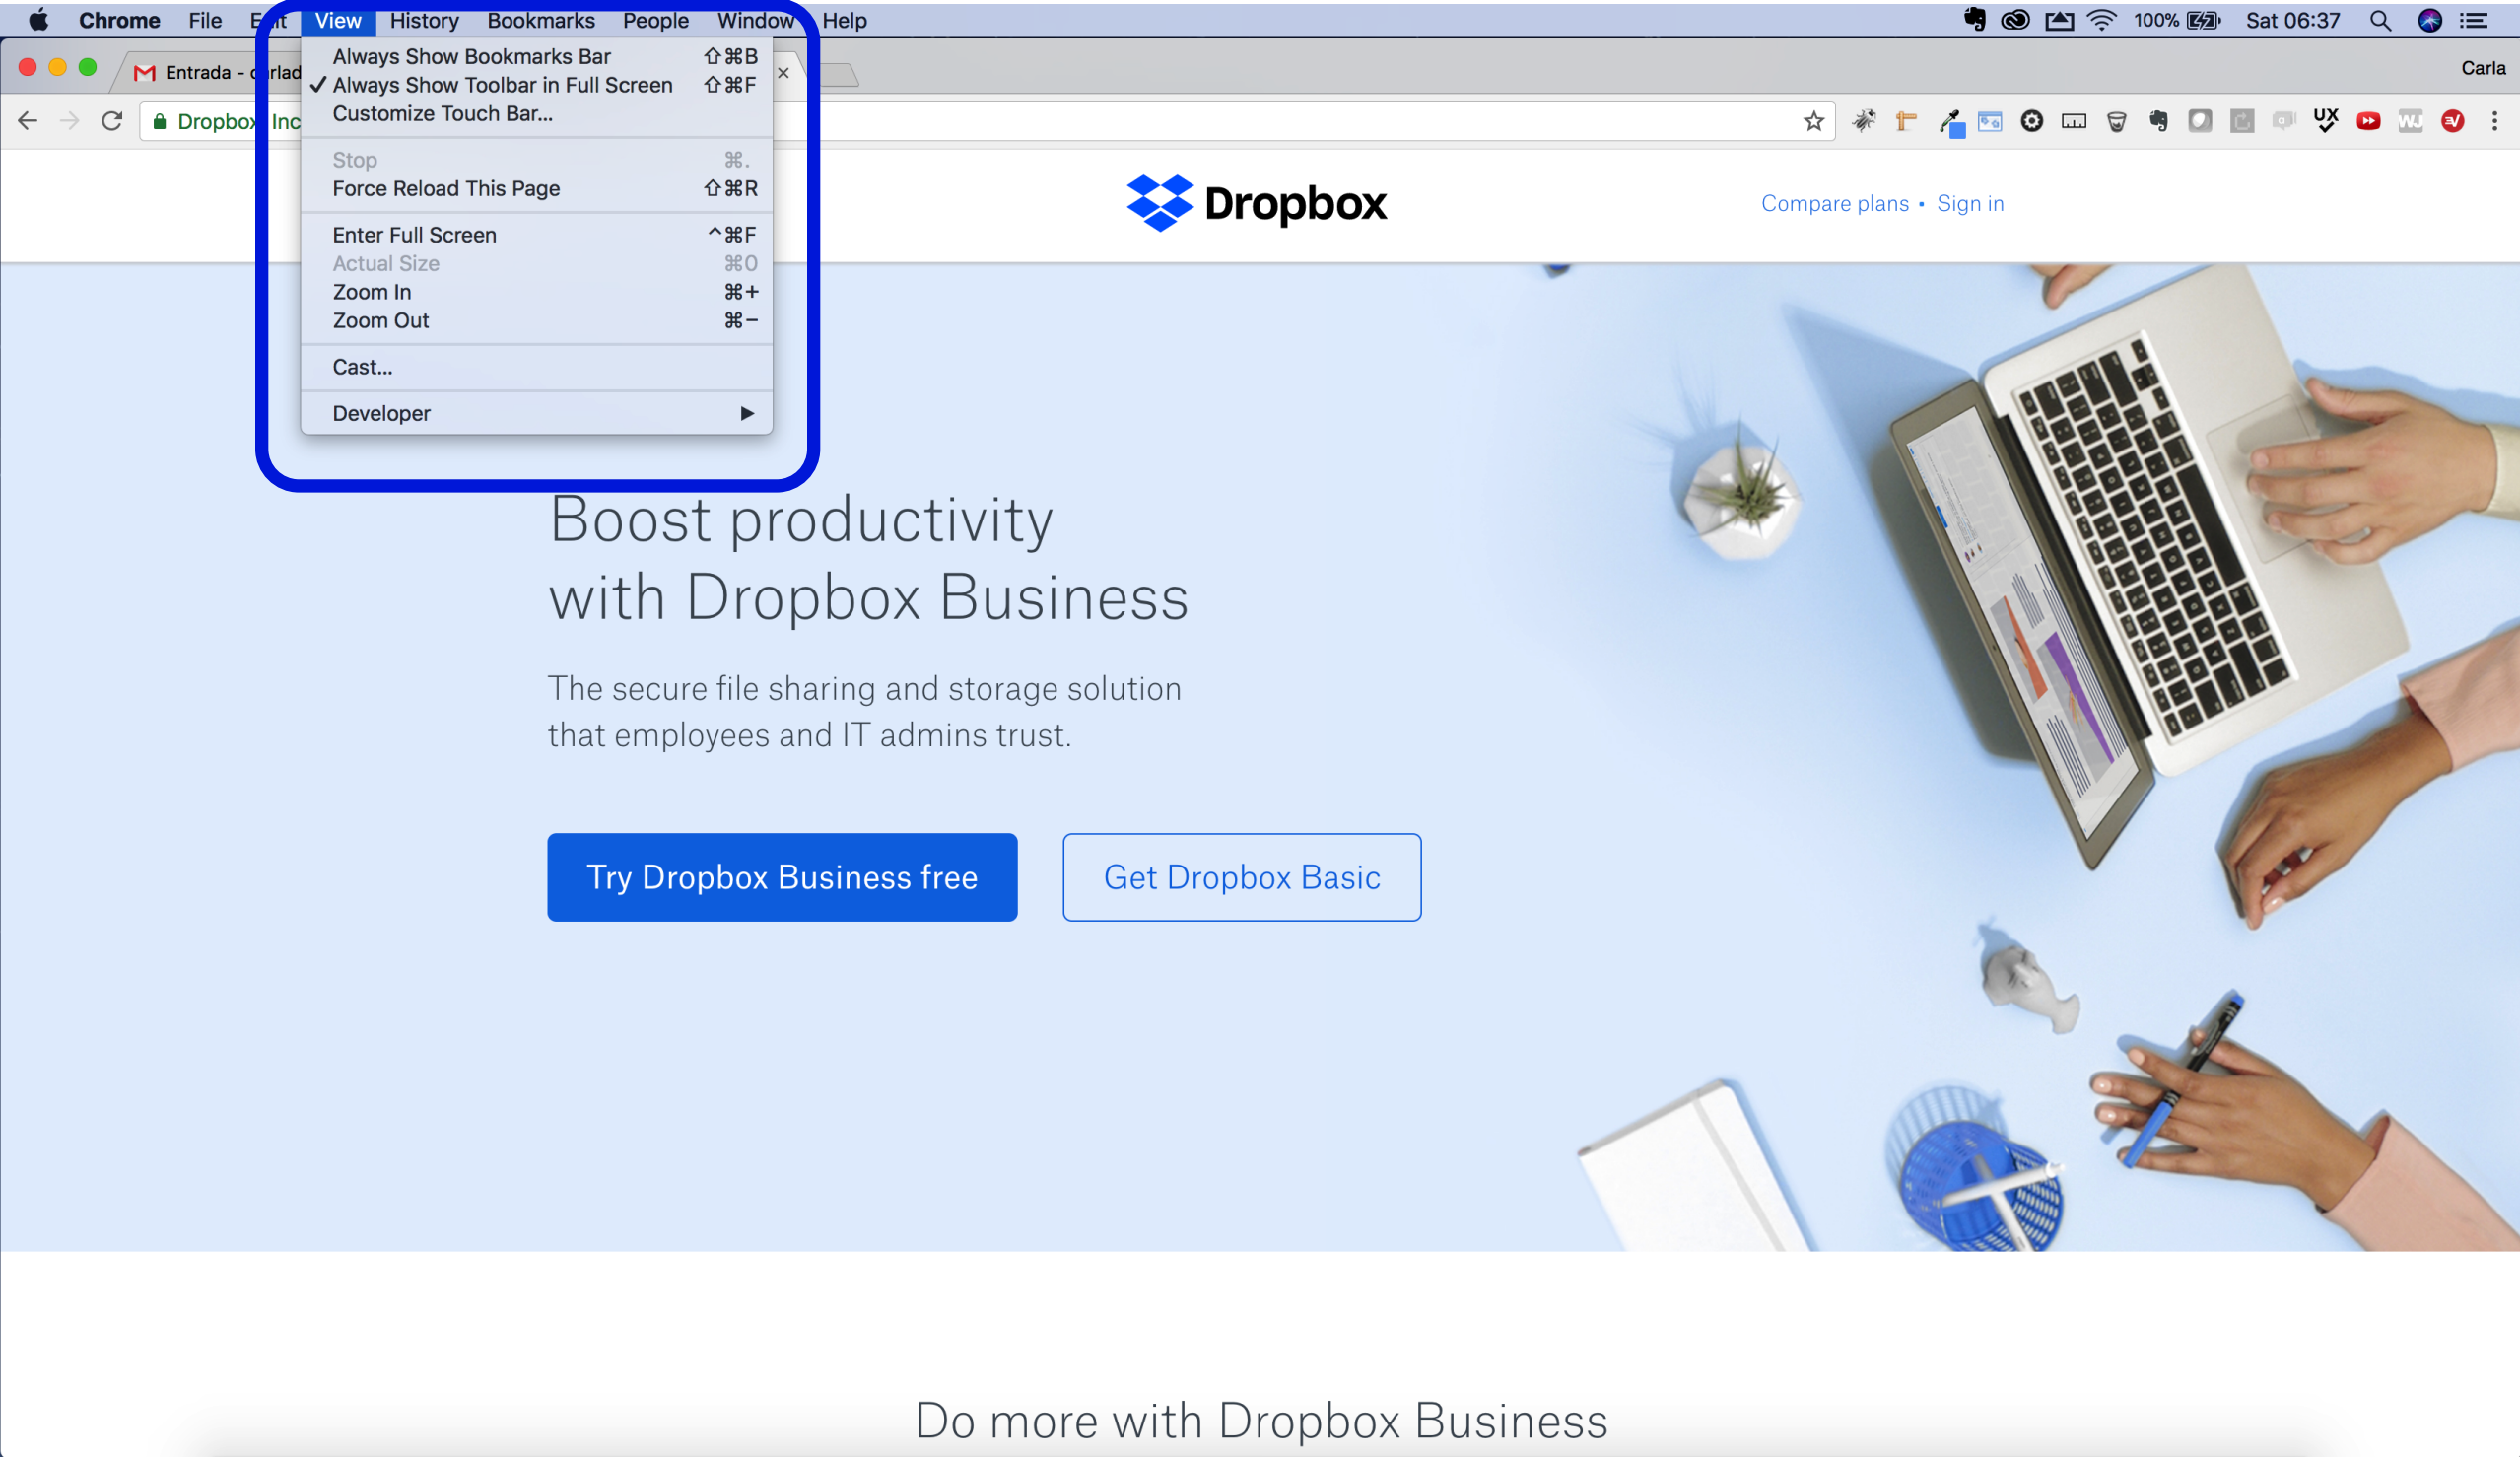 Chrome File Edit View History Bookmarks People Window Help
100% Sat 06:37
Entrada - carlad
Carla
Dropbox, Inc
UX
WJ
Always Show Bookmarks Bar ⇧⌘B
✓ Always Show Toolbar in Full Screen ⇧⌘F
Customize Touch Bar...
Stop ⌘.
Force Reload This Page ⇧⌘R
Enter Full Screen ^⌘F
Actual Size ⌘0
Zoom In ⌘+
Zoom Out ⌘−
Cast...
Developer ▶
Dropbox
Compare plans • Sign in
Boost productivity
with Dropbox Business
The secure file sharing and storage solution
that employees and IT admins trust.
Try Dropbox Business free
Get Dropbox Basic
Do more with Dropbox Business